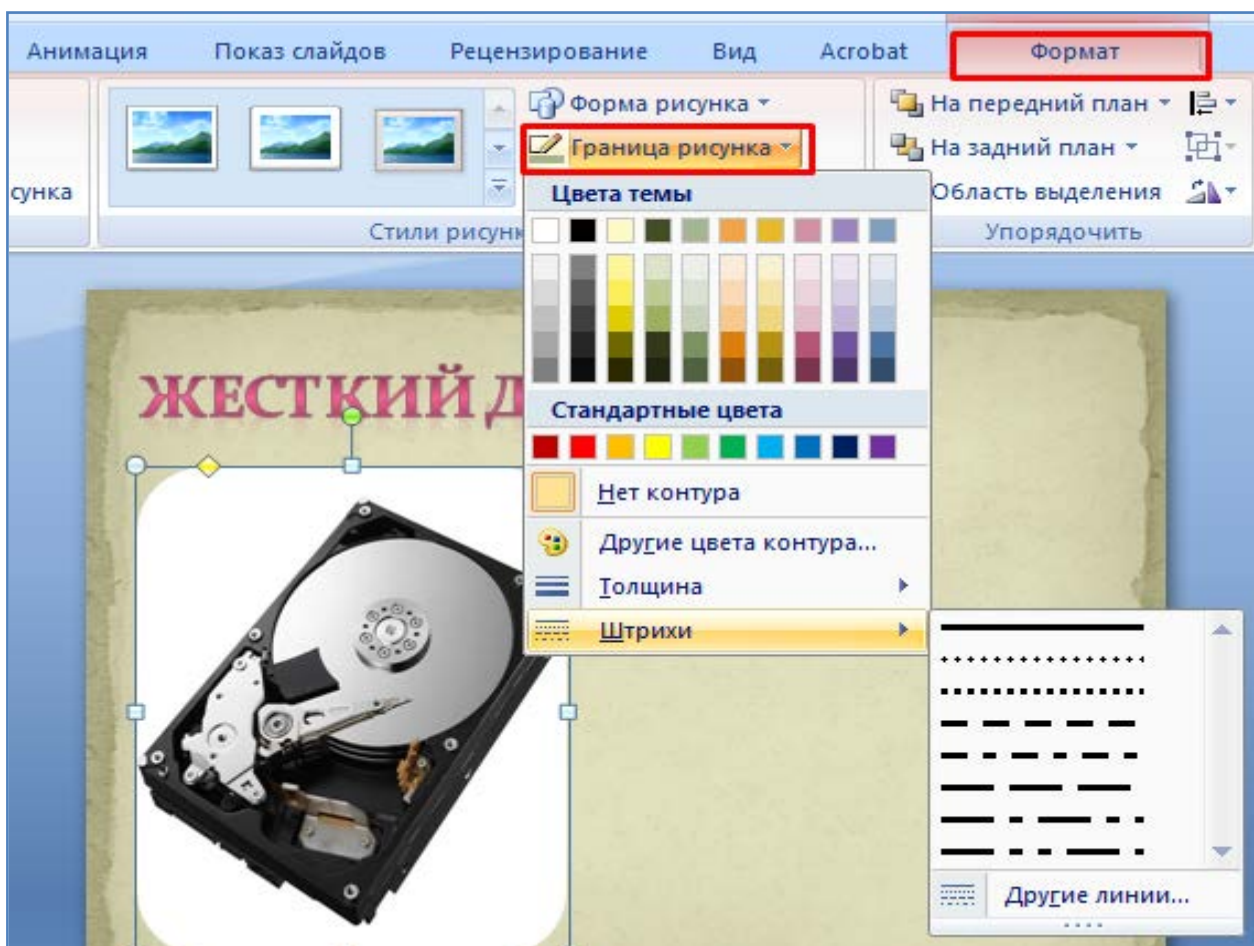 Анимация Показ слайдов Рецензирование Вид Acrobat Формат
Форма рисунка На передний план
Граница рисунка На задний план
сунка Область выделения
Стили рисунк Упорядочить
Цвета темы
ЖЕСТКИЙ Д
Стандартные цвета
Нет контура
Другие цвета контура...
Толщина
Штрихи
Другие линии...